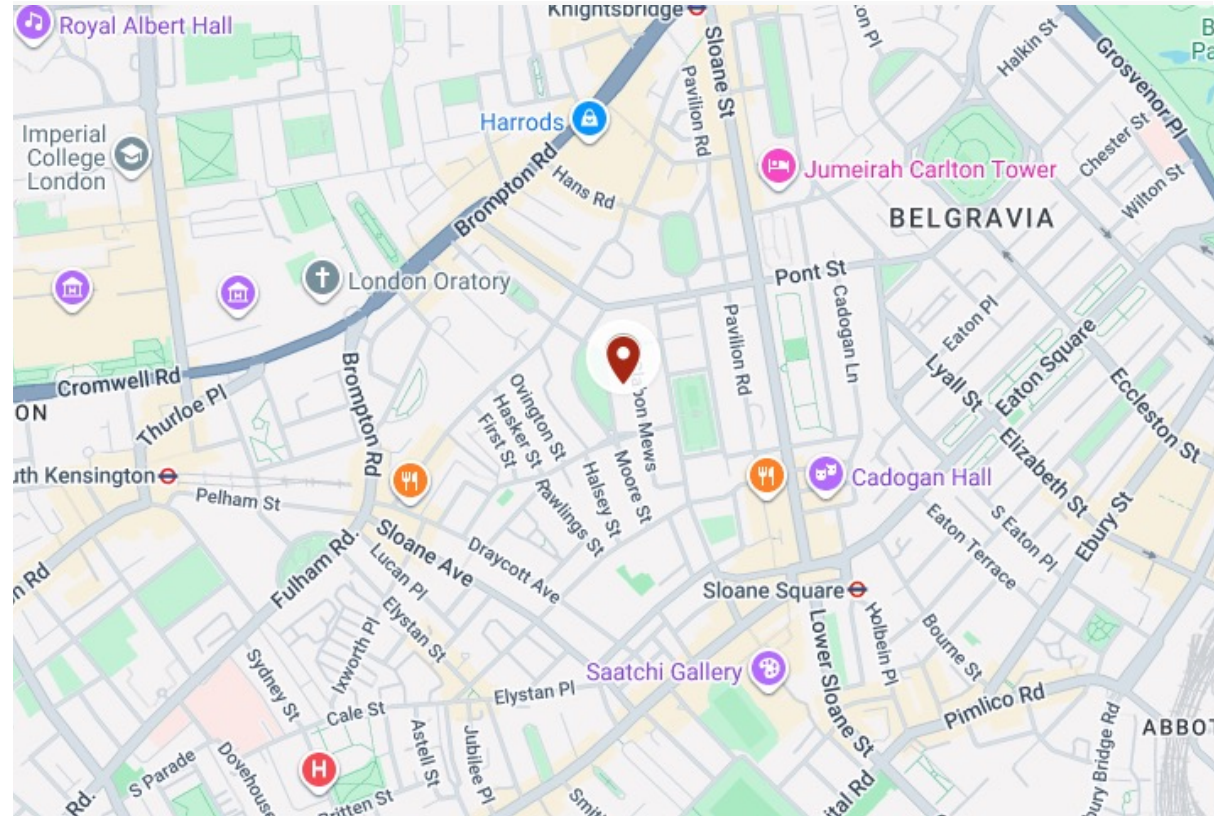 Royal Albert Hall
Knightsbridge
Sloane St
Pavilion Rd
Halkin St
Grosvenor Pl
Imperial
College
London
Harrods
Hans Rd
Brompton Rd
Jumeirah Carlton Tower
Chester St
Wilton St
BELGRAVIA
London Oratory
Pont St
Cadogan Ln
Pavilion Rd
Eaton Pl
Eaton Square
Lyall St
Eccleston St
Cromwell Rd
Thurloe Pl
Brompton Rd
Ovington St
Hasker St
First St
Mews
Moore St
Halsey St
Rawlings St
Elizabeth St
Cadogan Hall
Pelham St
Sloane Ave
Draycott Ave
Lucan Pl
Fulham Rd.
Elystan St
Ixworth Pl
Sydney St
Eaton Terrace
S Eaton Pl
Ebury St
Sloane Square
Holbein Pl
Bourne St
Lower Sloane St
Saatchi Gallery
Elystan Pl
Cale St
Astell St
Jubilee Pl
Pimlico Rd
S Parade
H